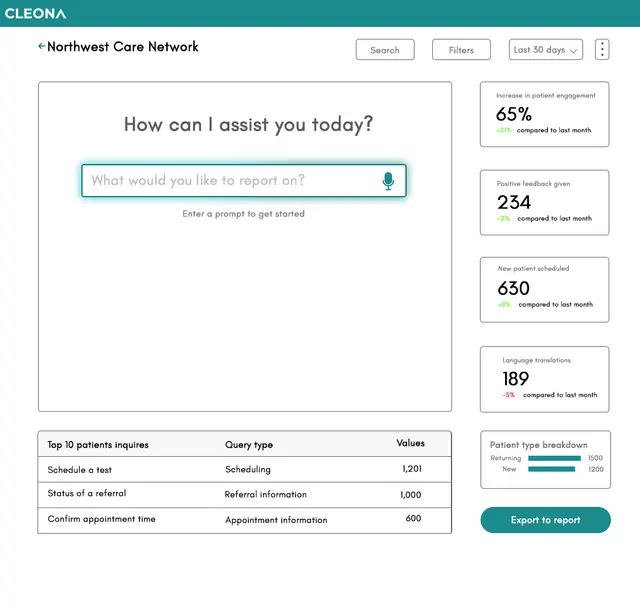 CLEONA
←Northwest Care Network
Search
Filters
Last 30 days
How can I assist you today?
What would you like to report on?
Enter a prompt to get started
Increase in patient engagement
65%
+21% compared to last month
Positive feedback given
234
+2% compared to last month
New patient scheduled
630
+8% compared to last month
Language translations
189
-5% compared to last month
Top 10 patients inquires Query type Values
Schedule a test Scheduling 1,201
Status of a referral Referral information 1,000
Confirm appointment time Appointment information 600
Patient type breakdown
Returning 1500
New 1200
Export to report